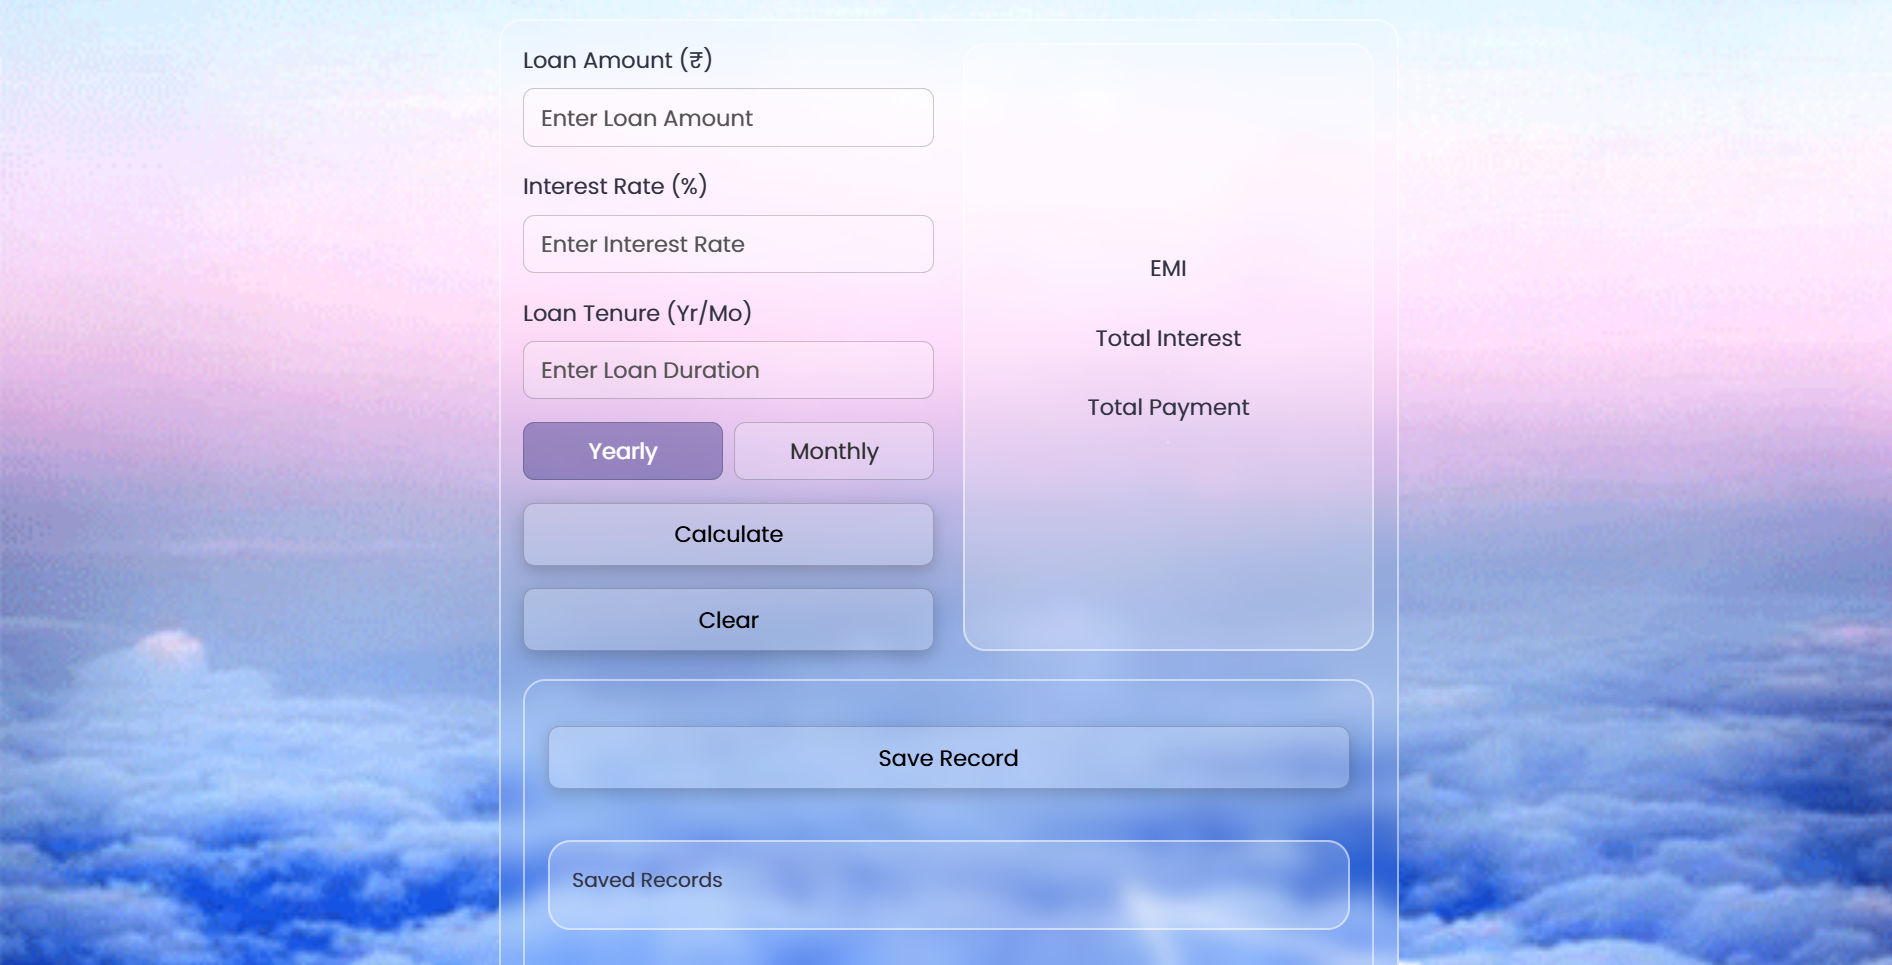 Loan Amount (₹)
Enter Loan Amount
Interest Rate (%)
Enter Interest Rate
Loan Tenure (Yr/Mo)
Enter Loan Duration
Yearly
Monthly
Calculate
Clear
EMI
Total Interest
Total Payment
Save Record
Saved Records